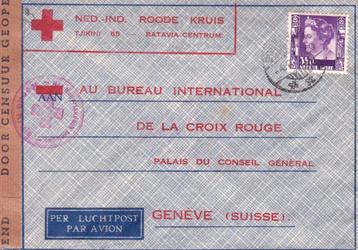 NED.-IND. ROODE KRUIS
TJIKINI 65 — BATAVIA-CENTRUM.
AAN
AU BUREAU INTERNATIONAL
DE LA CROIX ROUGE
PALAIS DU CONSEIL GÉNÉRAL
GENÈVE (SUISSE).
PER LUCHTPOST
PAR AVION
END DOOR CENSUUR GEOPE